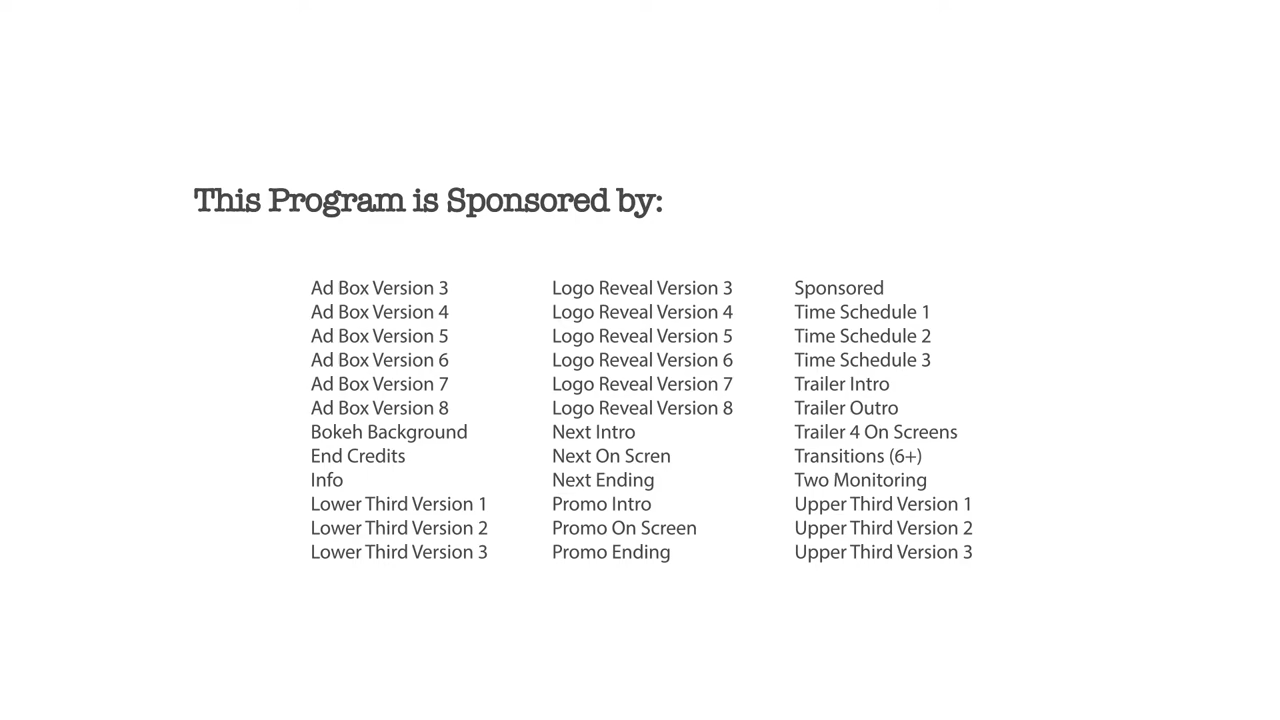 This Program is Sponsored by:
Ad Box Version 3
Ad Box Version 4
Ad Box Version 5
Ad Box Version 6
Ad Box Version 7
Ad Box Version 8
Bokeh Background
End Credits
Info
Lower Third Version 1
Lower Third Version 2
Lower Third Version 3
Logo Reveal Version 3
Logo Reveal Version 4
Logo Reveal Version 5
Logo Reveal Version 6
Logo Reveal Version 7
Logo Reveal Version 8
Next Intro
Next On Scren
Next Ending
Promo Intro
Promo On Screen
Promo Ending
Sponsored
Time Schedule 1
Time Schedule 2
Time Schedule 3
Trailer Intro
Trailer Outro
Trailer 4 On Screens
Transitions (6+)
Two Monitoring
Upper Third Version 1
Upper Third Version 2
Upper Third Version 3